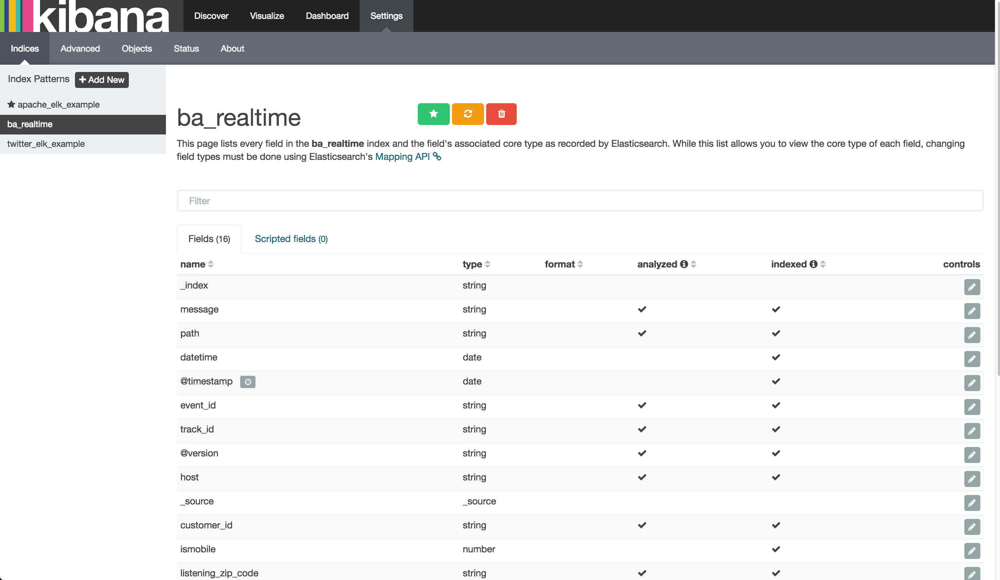 kibana
Discover Visualize Dashboard Settings
Indices Advanced Objects Status About
Index Patterns Add New
apache_elk_example
ba_realtime
twitter_elk_example
ba_realtime
This page lists every field in the ba_realtime index and the field's associated core type as recorded by Elasticsearch. While this list allows you to view the core type of each field, changing
field types must be done using Elasticsearch's Mapping API
Filter
Fields (16) Scripted fields (0)
name type format analyzed indexed controls
_index string
message string
path string
datetime date
@timestamp date
event_id string
track_id string
@version string
host string
_source _source
customer_id string
ismobile number
listening_zip_code string